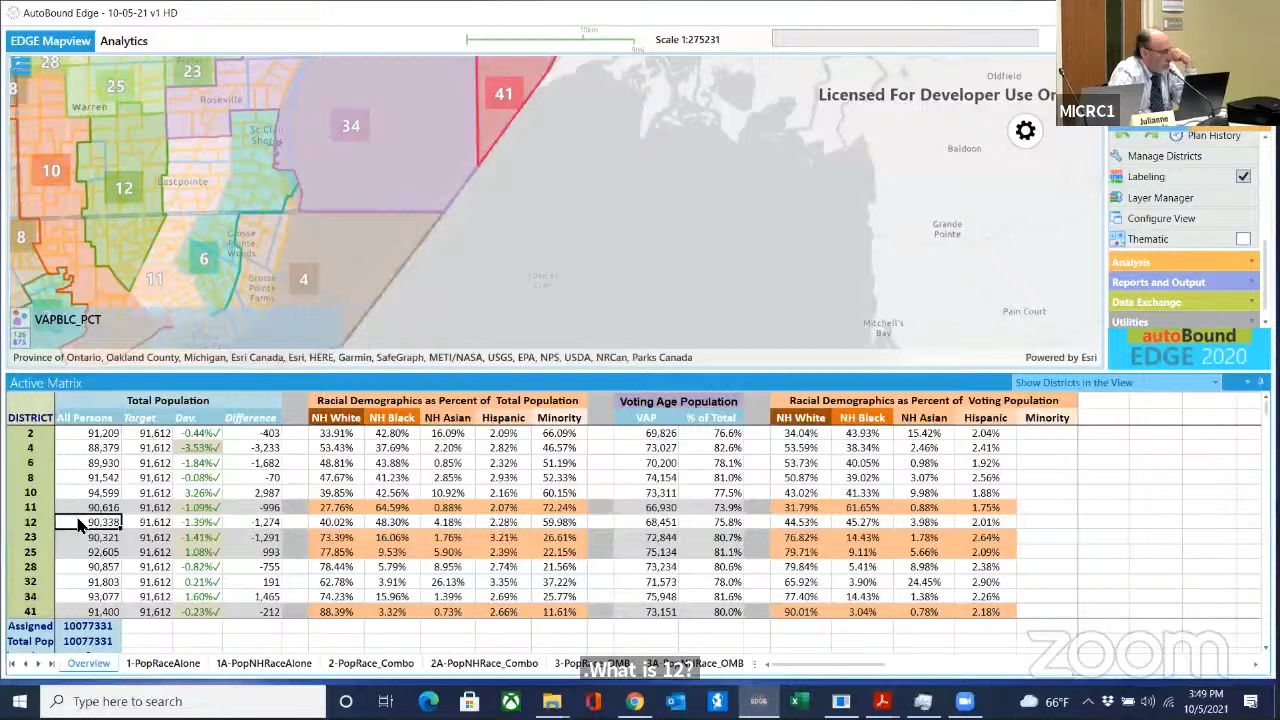 AutoBound Edge - 10-05-21 v1 HD
EDGE Mapview Analytics
10km
Scale 1:275231
28
25
23
Warren
Roseville
34
41
St Clair
Shores
Oldfield
Licensed For Developer Use On
MICRC1
Julianne
Baldoon
10
12
Eastpointe
8
Grosse
Pointe
Woods
6
Grosse
Pointe
Farms
4
11
Grande
Pointe
Mitchell's
Bay
Pain Court
VAPBLC_PCT
Province of Ontario, Oakland County, Michigan, Esri Canada, Esri, HERE, Garmin, SafeGraph, METI/NASA, USGS, EPA, NPS, USDA, NRCan, Parks Canada
Powered by Esri
Plan History
Manage Districts
Labeling
Layer Manager
Configure View
Thematic
Analysis
Reports and Output
Data Exchange
Utilities
autoBound
EDGE 2020
Active Matrix
Show Districts in the View
Total Population Racial Demographics as Percent of Total Population Voting Age Population Racial Demographics as Percent of Voting Population
DISTRICT All Persons Target Dev. Difference NH White NH Black NH Asian Hispanic Minority VAP % of Total NH White NH Black NH Asian Hispanic Minority
2 91,209 91,612 -0.44% -403 33.91% 42.80% 16.09% 2.09% 66.09% 69,826 76.6% 34.04% 43.93% 15.42% 2.04%
4 88,379 91,612 -3.53% -3,233 53.43% 37.69% 2.20% 2.82% 46.57% 73,027 82.6% 53.59% 38.34% 2.46% 2.41%
6 89,930 91,612 -1.84% -1,682 48.81% 43.88% 0.85% 2.32% 51.19% 70,200 78.1% 53.73% 40.05% 0.98% 1.92%
8 91,542 91,612 -0.08% -70 47.67% 41.23% 2.85% 2.93% 52.33% 74,154 81.0% 50.87% 39.02% 3.07% 2.56%
10 94,599 91,612 3.26% 2,987 39.85% 42.56% 10.92% 2.16% 60.15% 73,311 77.5% 43.02% 41.33% 9.98% 1.88%
11 90,616 91,612 -1.09% -996 27.76% 64.59% 0.88% 2.07% 72.24% 66,930 73.9% 31.79% 61.65% 0.88% 1.75%
12 90,338 91,612 -1.39% -1,274 40.02% 48.30% 4.18% 2.28% 59.98% 68,451 75.8% 44.53% 45.27% 3.98% 2.01%
23 90,321 91,612 -1.41% -1,291 73.39% 16.06% 1.76% 3.21% 26.61% 72,844 80.7% 76.82% 14.43% 1.78% 2.64%
25 92,605 91,612 1.08% 993 77.85% 9.53% 5.90% 2.39% 22.15% 75,134 81.1% 79.71% 9.11% 5.66% 2.09%
28 90,857 91,612 -0.82% -755 78.44% 5.79% 8.95% 2.74% 21.56% 73,234 80.6% 79.84% 5.41% 8.98% 2.38%
32 91,803 91,612 0.21% 191 62.78% 3.91% 26.13% 3.35% 37.22% 71,573 78.0% 65.92% 3.90% 24.45% 2.90%
34 93,077 91,612 1.60% 1,465 74.23% 15.96% 1.39% 2.69% 25.77% 75,948 81.6% 77.40% 14.43% 1.38% 2.26%
41 91,400 91,612 -0.23% -212 88.39% 3.32% 0.73% 2.66% 11.61% 73,151 80.0% 90.01% 3.04% 0.78% 2.18%
Assigned 10077331
Total Pop 10077331
Overview 1-PopRaceAlone 1A-PopNHRaceAlone 2-PopRace_Combo 2A-PopNHRace_Combo
.What is 12?
zoom
Type here to search
66°F
3:49 PM
10/5/2021